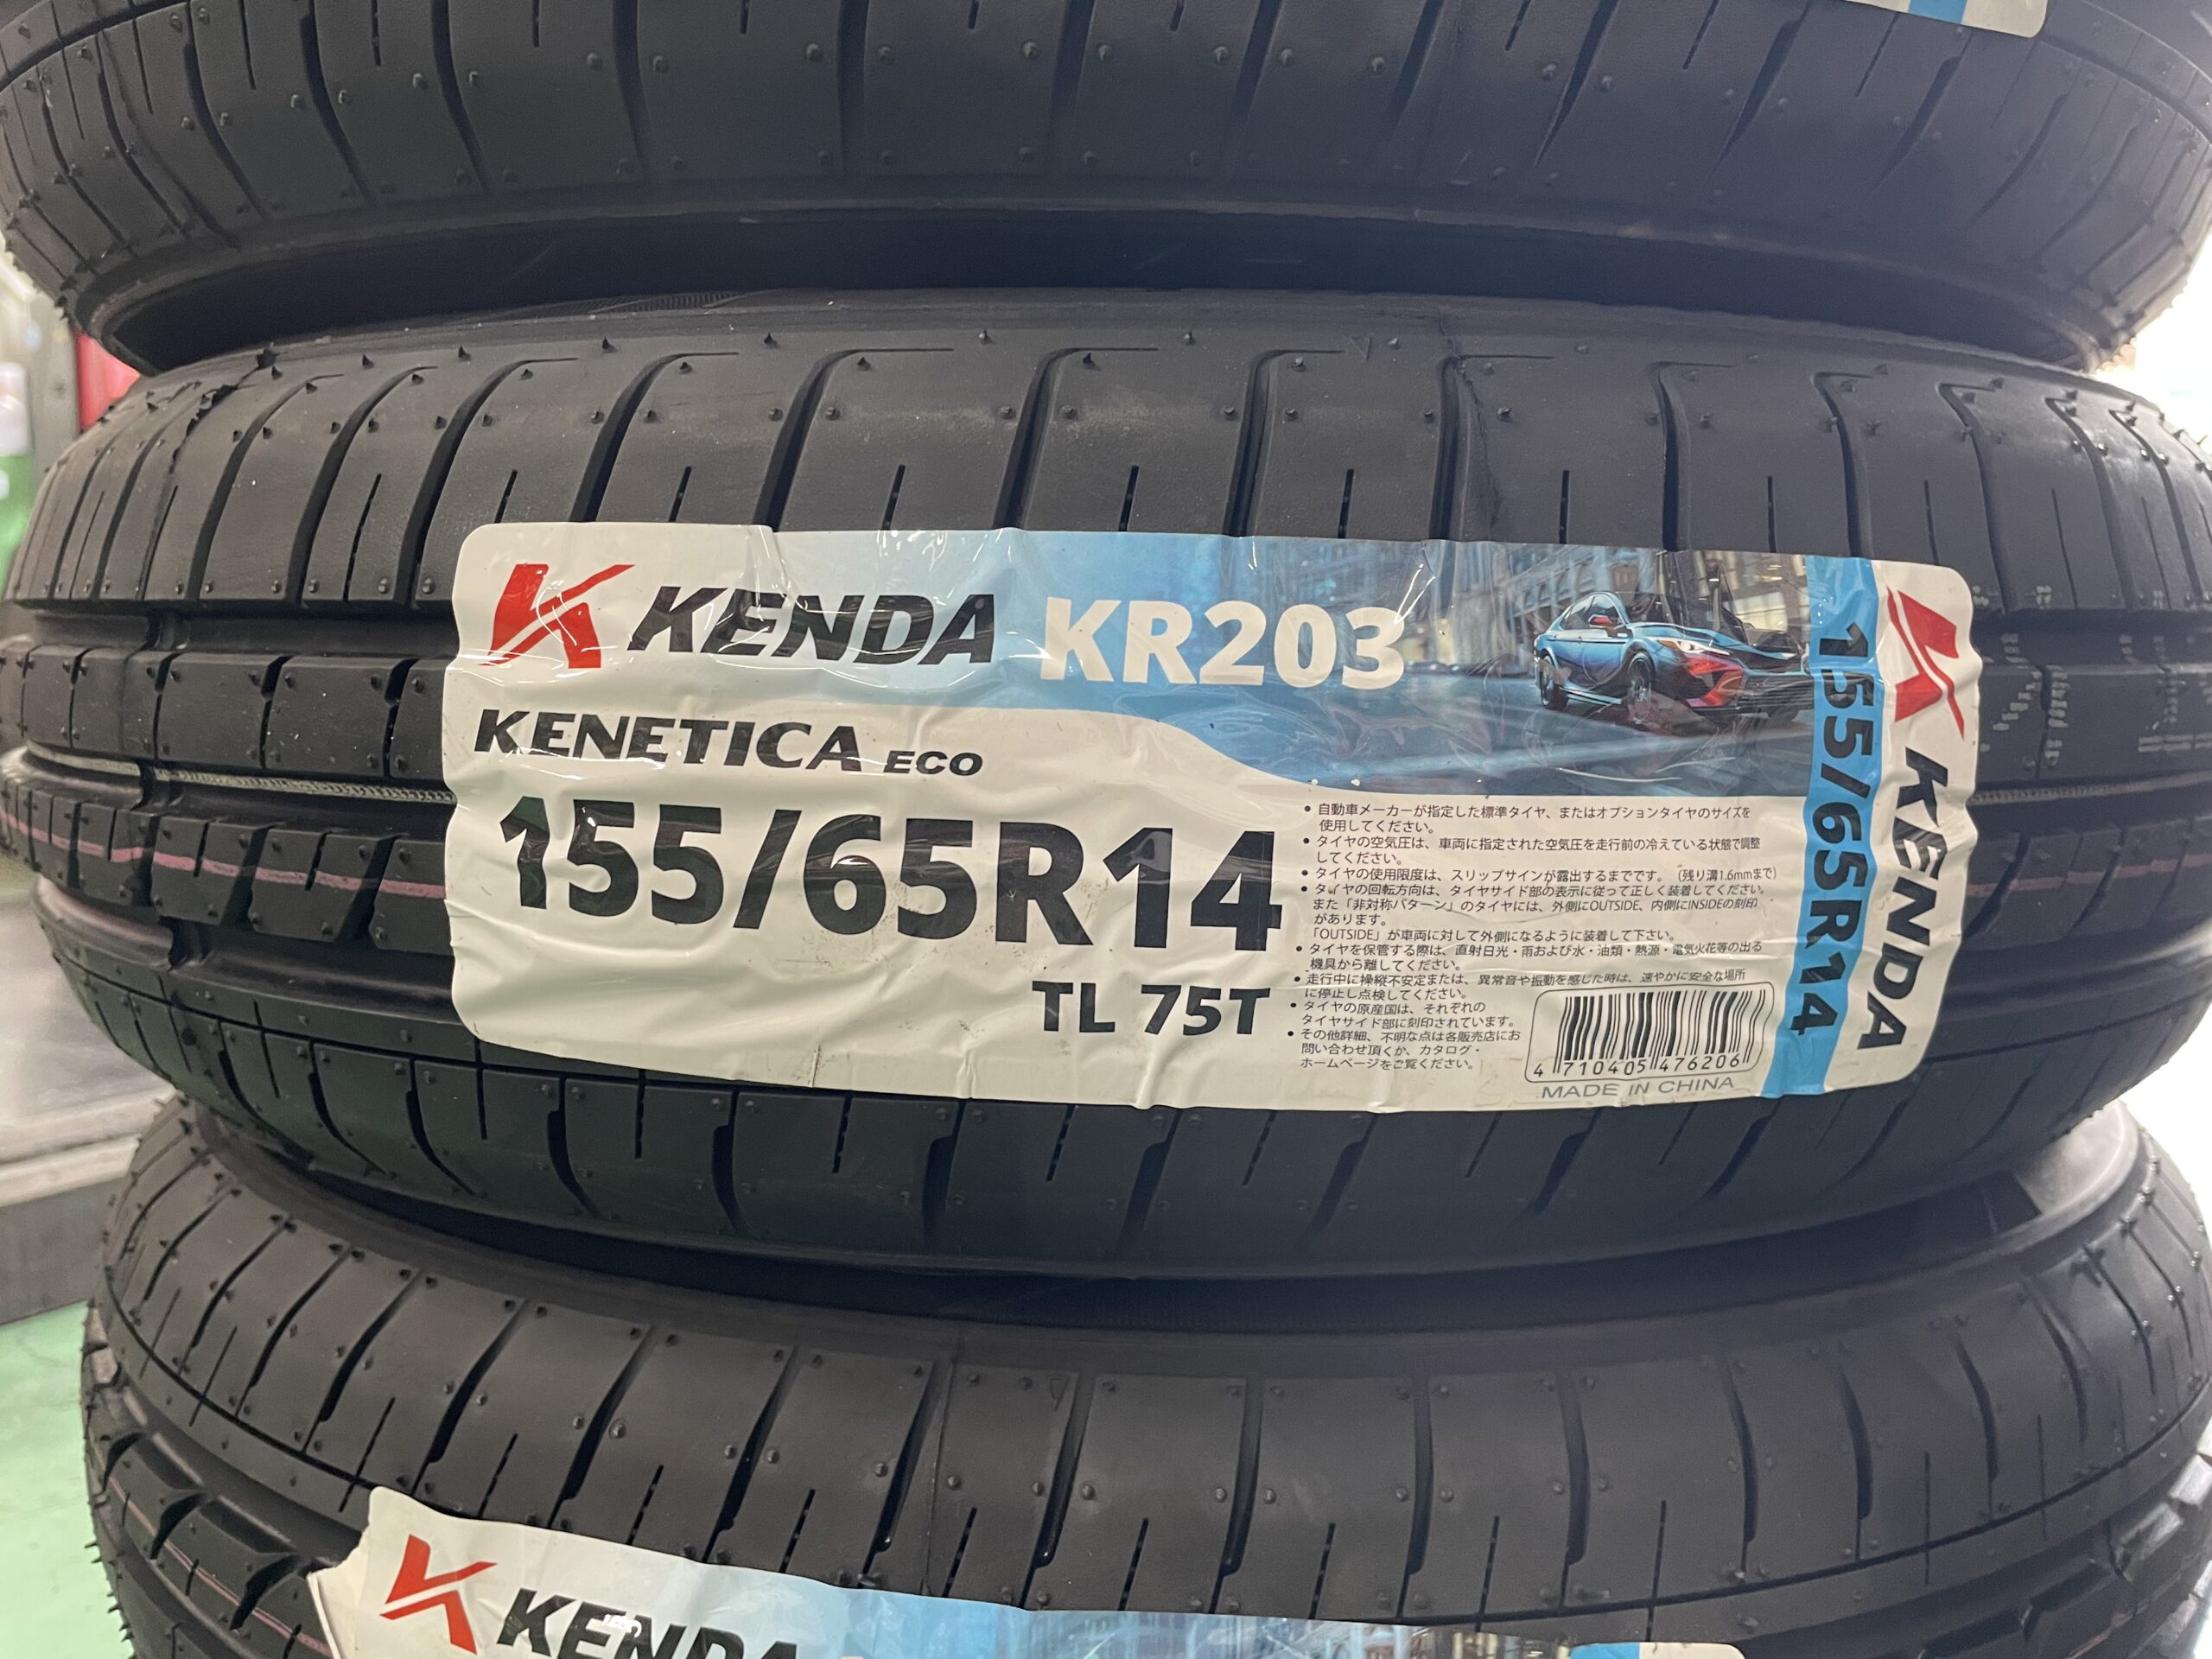 KENDA KR203
KENETICA ECO
155/65R14
TL 75T
● 自動車メーカーが指定した標準タイヤ、またはオプションタイヤのサイズを
使用してください。
● タイヤの空気圧は、車両に指定された空気圧を走行前の冷えている状態で調整
してください。
● タイヤの使用限度は、スリップサインが露出するまでです。（残り溝1.6mmまで）
● タイヤの回転方向は、タイヤサイド部の表示に従って正しく装着してください。
また「非対称パターン」のタイヤには、外側にOUTSIDE、内側にINSIDEの刻印
があります。
「OUTSIDE」が車両に対して外側になるように装着して下さい。
● タイヤを保管する際は、直射日光・雨および水・油類・熱源・電気火花等の出る
機具から離してください。
● 走行中に操縦不安定または、異常音や振動を感じた時は、速やかに安全な場所
に停止し点検してください。
● タイヤの原産国は、それぞれの
タイヤサイド部に刻印されています。
● その他詳細、不明な点は各販売店にお
問い合わせ頂くか、カタログ・
ホームページをご覧ください。
4 710405 476206
MADE IN CHINA
155/65R14
KENDA
KENDA